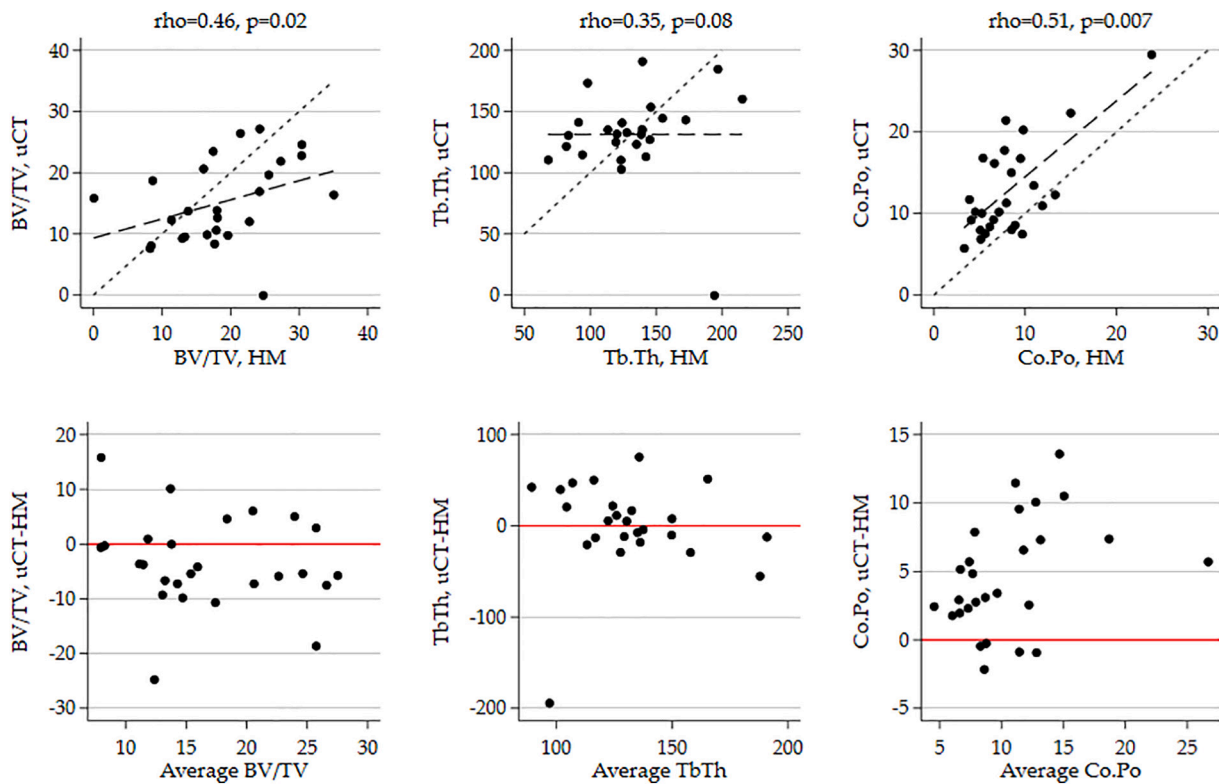 rho=0.46, p=0.02
rho=0.35, p=0.08
rho=0.51, p=0.007
40
30
20
10
0
BV/TV, uCT
0 10 20 30 40
BV/TV, HM
200
150
100
50
0
Tb.Th, uCT
50 100 150 200 250
Tb.Th, HM
30
20
10
0
Co.Po, uCT
0 10 20 30
Co.Po, HM
20
10
0
-10
-20
-30
BV/TV, uCT-HM
10 15 20 25 30
Average BV/TV
100
0
-100
-200
TbTh, uCT-HM
100 150 200
Average TbTh
15
10
5
0
-5
Co.Po, uCT-HM
5 10 15 20 25
Average Co.Po